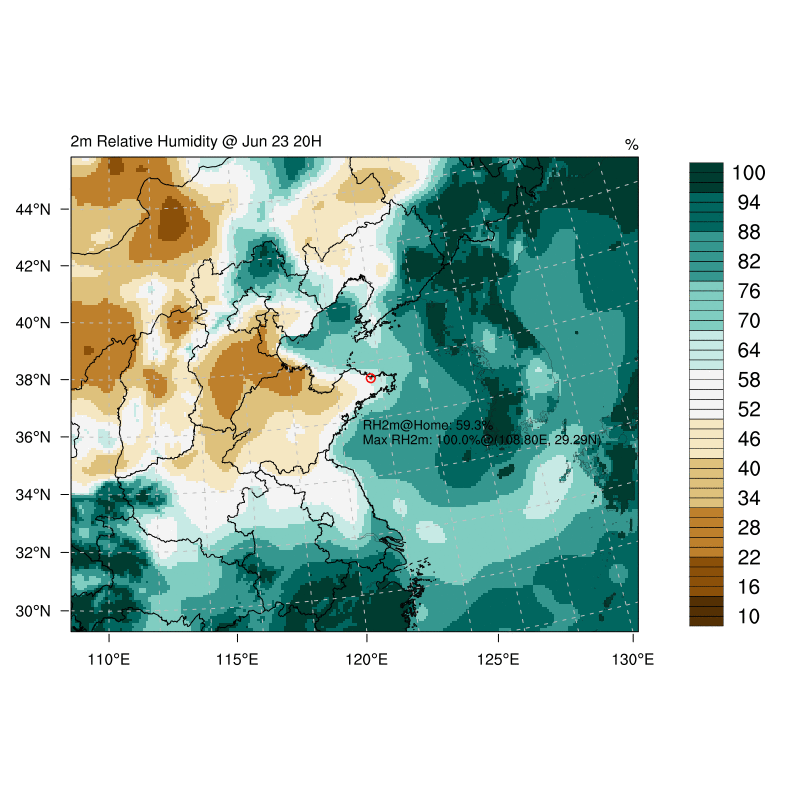 2m Relative Humidity @ Jun 23 20H
%
100
94
88
82
76
70
64
58
52
46
40
34
28
22
16
10
44°N
42°N
40°N
38°N
36°N
34°N
32°N
30°N
RH2m@Home: 59.3%
Max RH2m: 100.0%@(108.80E, 29.29N)
110°E
115°E
120°E
125°E
130°E